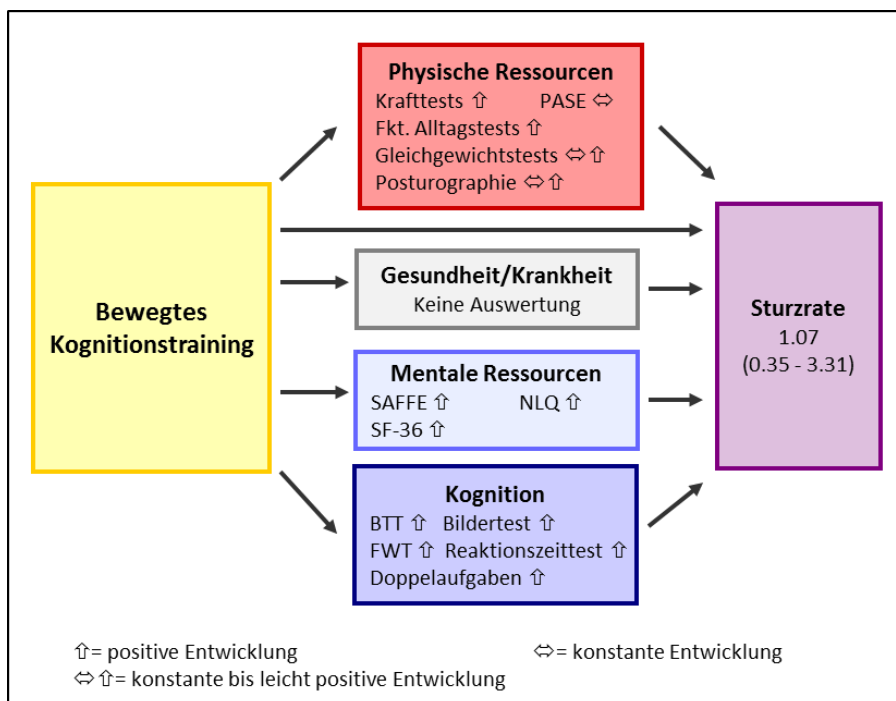 Physische Ressourcen
Krafttests ⇧ PASE ⬄
Fkt. Alltagstests ⇧
Gleichgewichtstests ⬄⇧
Posturographie ⬄⇧
Bewegtes
Kognitionstraining
Gesundheit/Krankheit
Keine Auswertung
Mentale Ressourcen
SAFFE ⇧ NLQ ⇧
SF-36 ⇧
Kognition
BTT ⇧ Bildertest ⇧
FWT ⇧ Reaktionszeittest ⇧
Doppelaufgaben ⇧
Sturzrate
1.07
(0.35 - 3.31)
⇧= positive Entwicklung ⬄= konstante Entwicklung
⬄⇧= konstante bis leicht positive Entwicklung